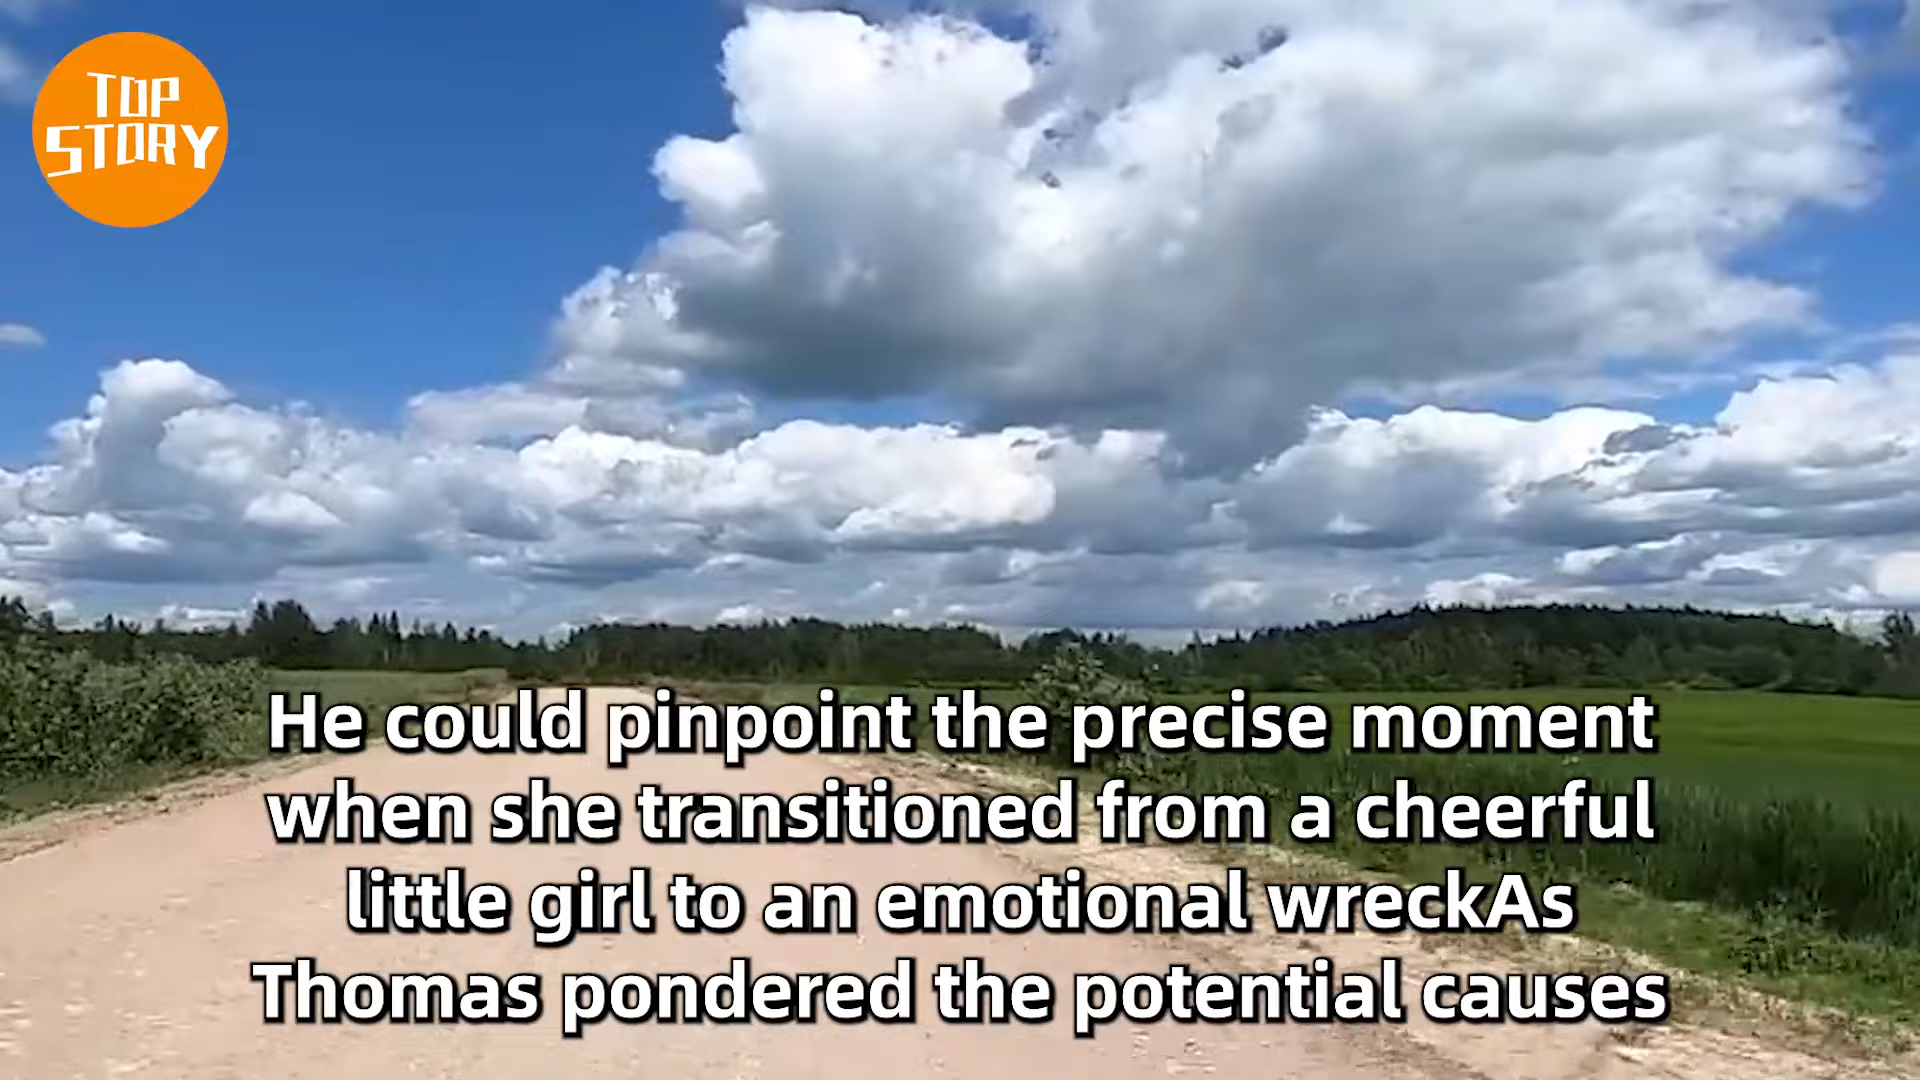 TOP
STORY
He could pinpoint the precise moment
when she transitioned from a cheerful
little girl to an emotional wreckAs
Thomas pondered the potential causes